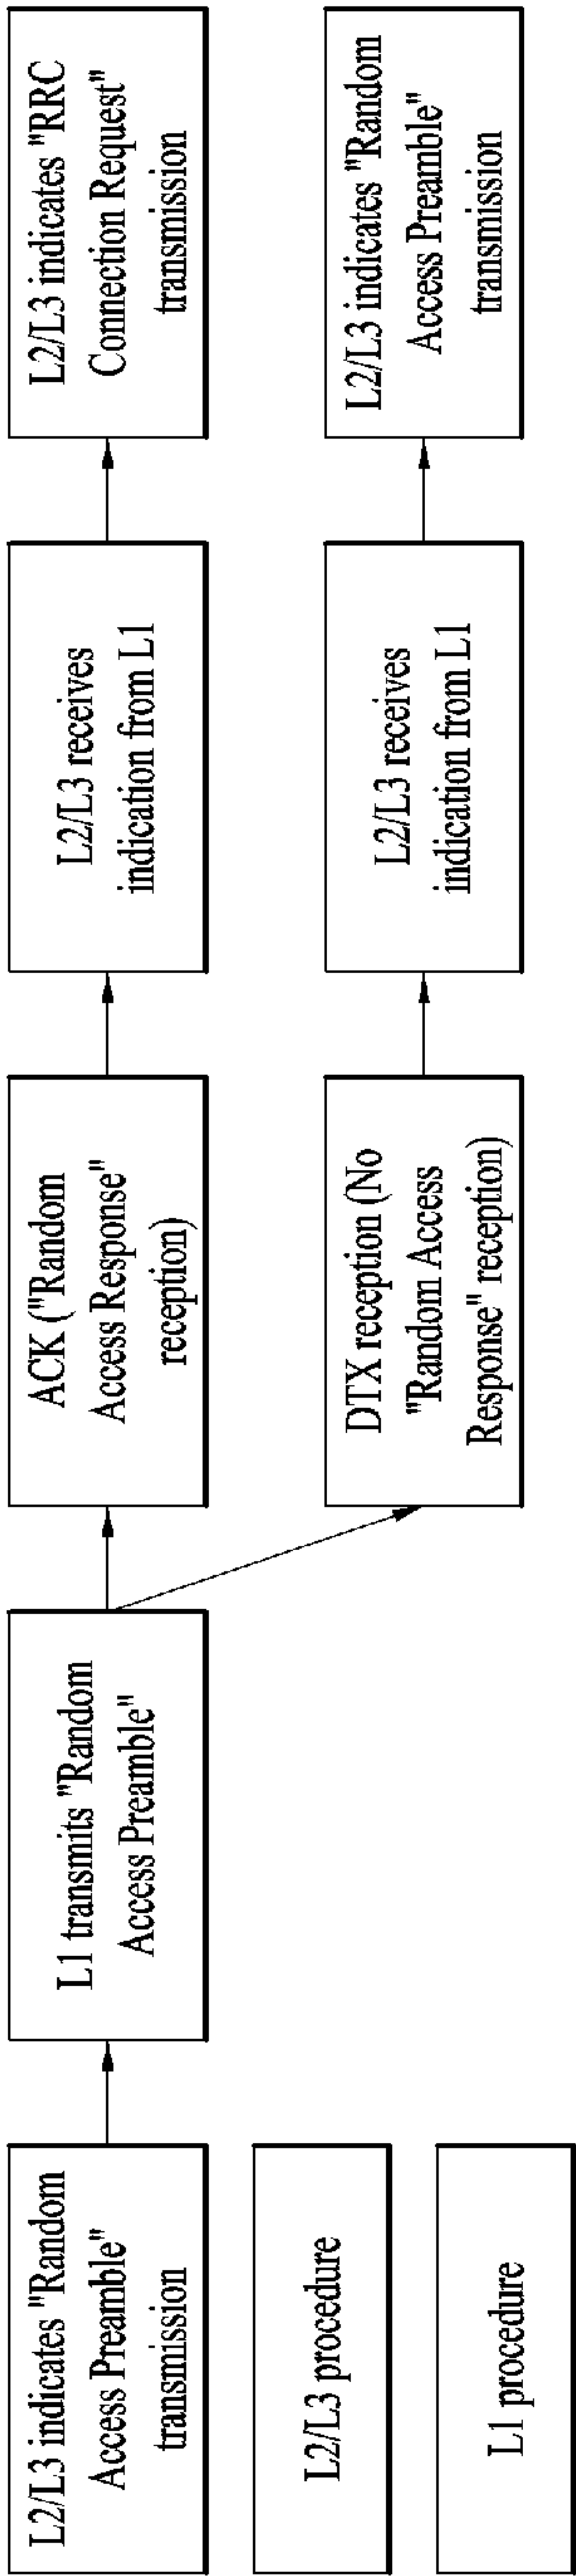 L2/L3 indicates "Random
Access Preamble"
transmission
L1 transmits "Random
Access Preamble"
ACK ("Random
Access Response"
reception)
L2/L3 receives
indication from L1
L2/L3 indicates "RRC
Connection Request"
transmission
DTX reception (No
"Random Access
Response" reception)
L2/L3 receives
indication from L1
L2/L3 indicates "Random
Access Preamble"
transmission
L2/L3 procedure
L1 procedure